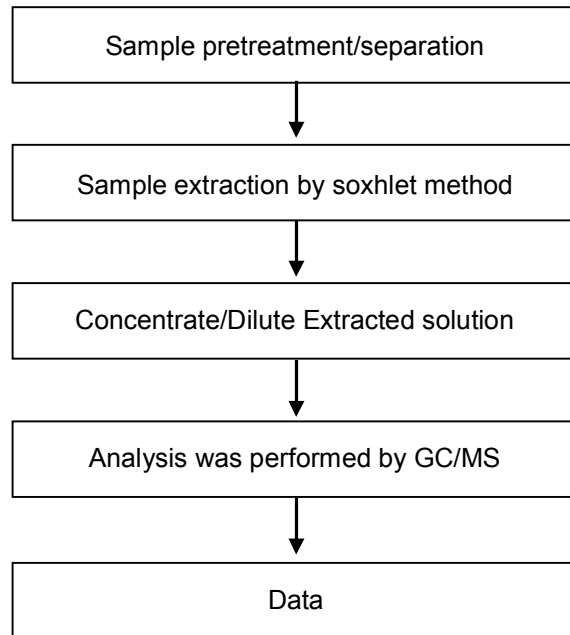 Sample pretreatment/separation
Sample extraction by soxhlet method
Concentrate/Dilute Extracted solution
Analysis was performed by GC/MS
Data